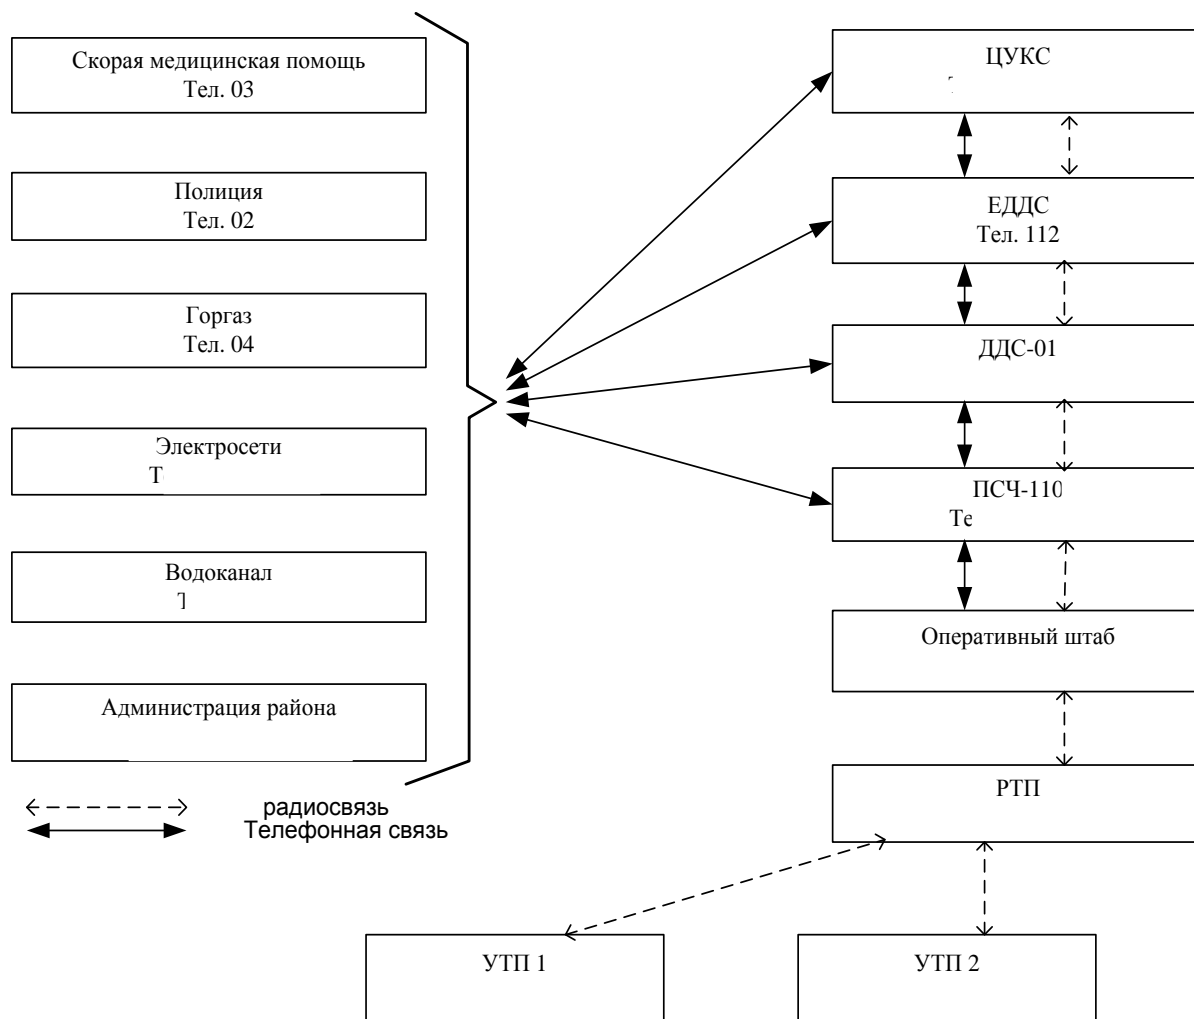 Скорая медицинская помощь
Тел. 03
Полиция
Тел. 02
Горгаз
Тел. 04
Электросети
Водоканал
Администрация района
радиосвязь
Телефонная связь
ЦУКС
ЕДДС
Тел. 112
ДДС-01
ПСЧ-110
Оперативный штаб
РТП
УТП 1
УТП 2